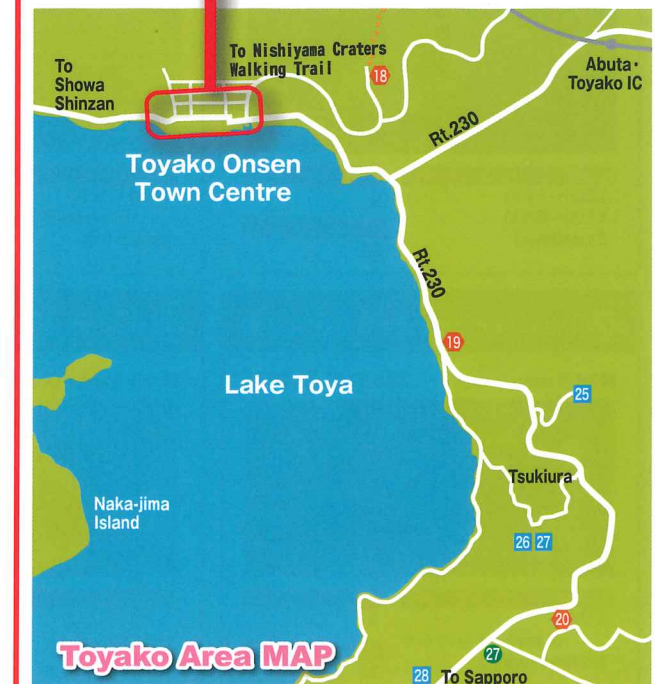 To
Showa
Shinzan
To Nishiyama Craters
Walking Trail
18
Abuta・
Toyako IC
Rt.230
Toyako Onsen
Town Centre
Rt.230
19
Lake Toya
25
Tsukiura
Naka-jima
Island
26 27
20
Toyako Area MAP
27
28 To Sapporo